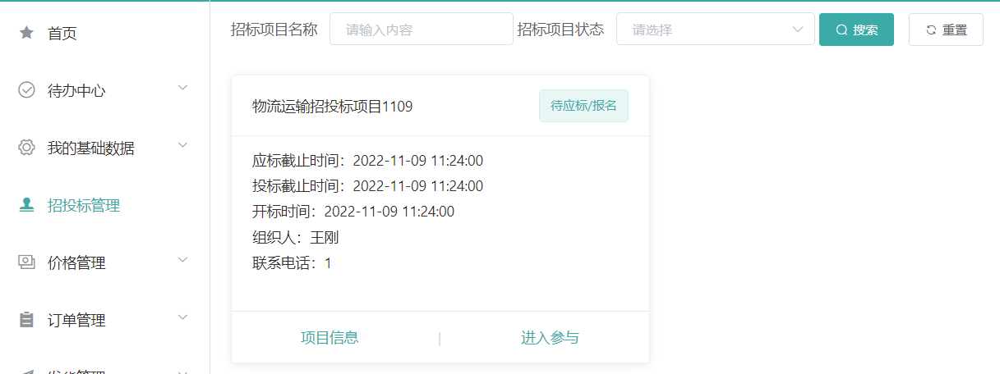 首页
待办中心
我的基础数据
招投标管理
价格管理
订单管理
发货管理
招标项目名称 请输入内容 招标项目状态 请选择 搜索 重置
物流运输招投标项目1109 待应标/报名
应标截止时间：2022-11-09 11:24:00
投标截止时间：2022-11-09 11:24:00
开标时间：2022-11-09 11:24:00
组织人：王刚
联系电话：1
项目信息 | 进入参与